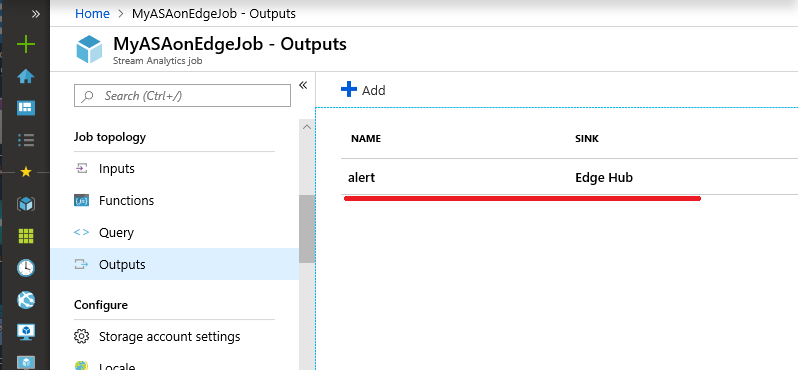 Home > MyASAonEdgeJob - Outputs
MyASAonEdgeJob - Outputs
Stream Analytics job
Search (Ctrl+/)
Add
Job topology
Inputs
Functions
Query
Outputs
Configure
Storage account settings
Locale
NAME SINK
alert Edge Hub